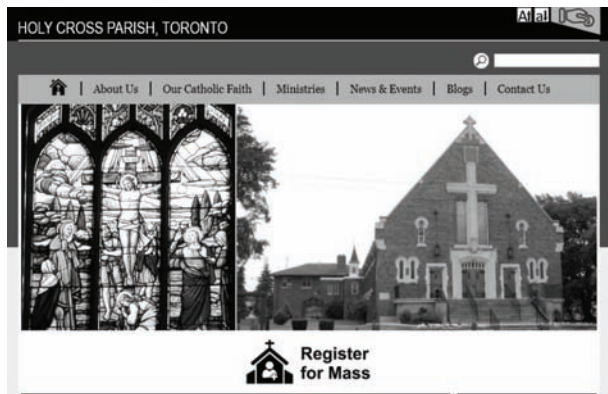 HOLY CROSS PARISH, TORONTO
About Us | Our Catholic Faith | Ministries | News & Events | Blogs | Contact Us
Register
for Mass